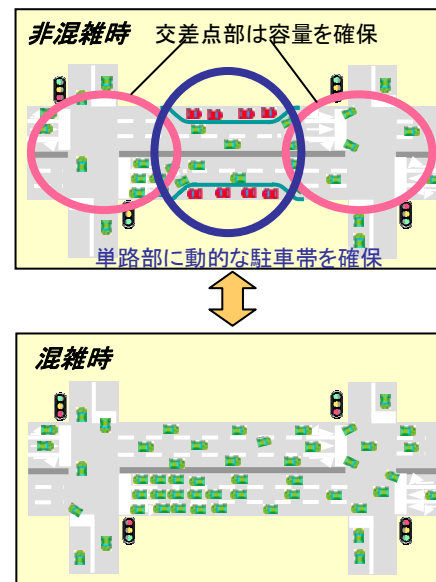 非混雑時
交差点部は容量を確保
単路部に動的な駐車帯を確保
混雑時